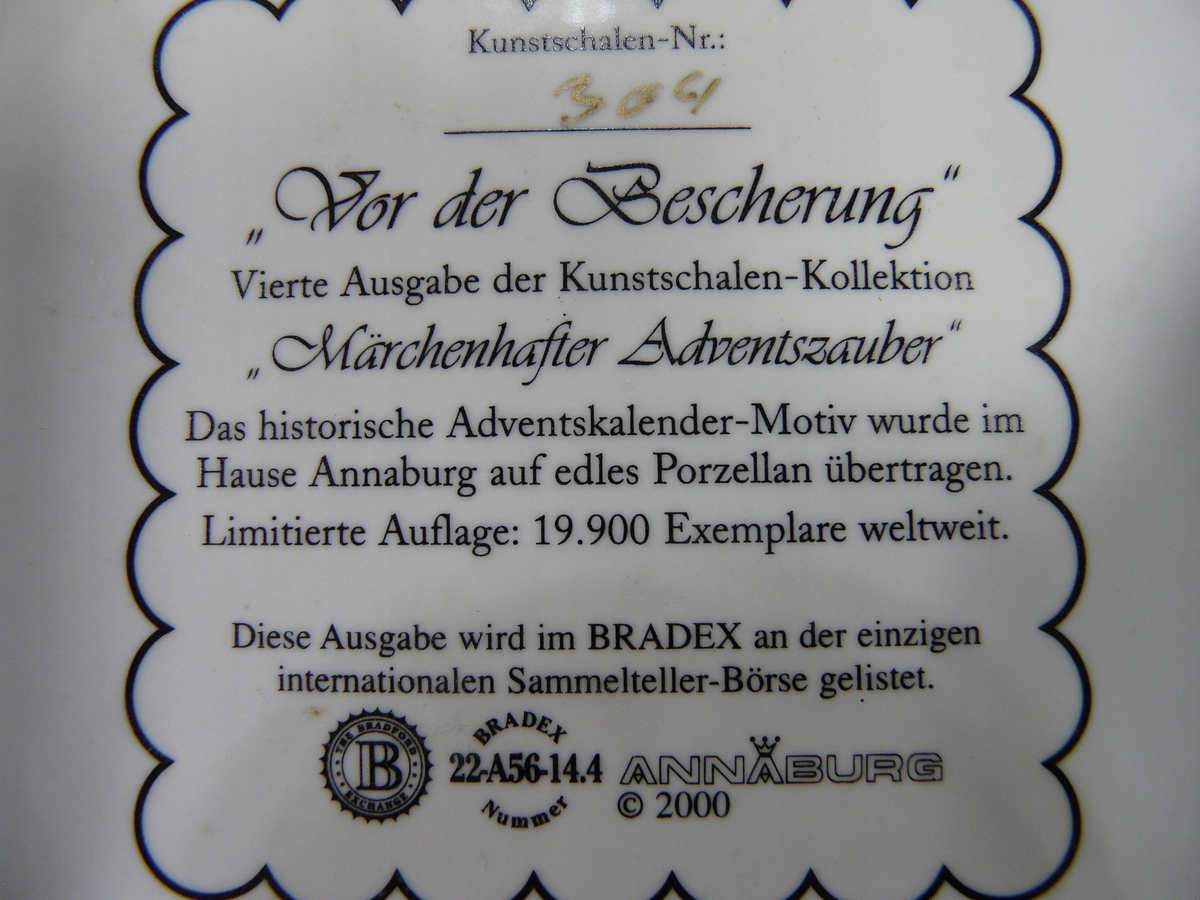 Kunstschalen-Nr.:
304
„Vor der Bescherung“
Vierte Ausgabe der Kunstschalen-Kollektion
„Märchenhafter Adventszauber“
Das historische Adventskalender-Motiv wurde im
Hause Annaburg auf edles Porzellan übertragen.
Limitierte Auflage: 19.900 Exemplare weltweit.
Diese Ausgabe wird im BRADEX an der einzigen
internationalen Sammelteller-Börse gelistet.
THE BRADFORD
B
EXCHANGE
BRADEX
22-A56-14.4
Nummer
ANNABURG
© 2000